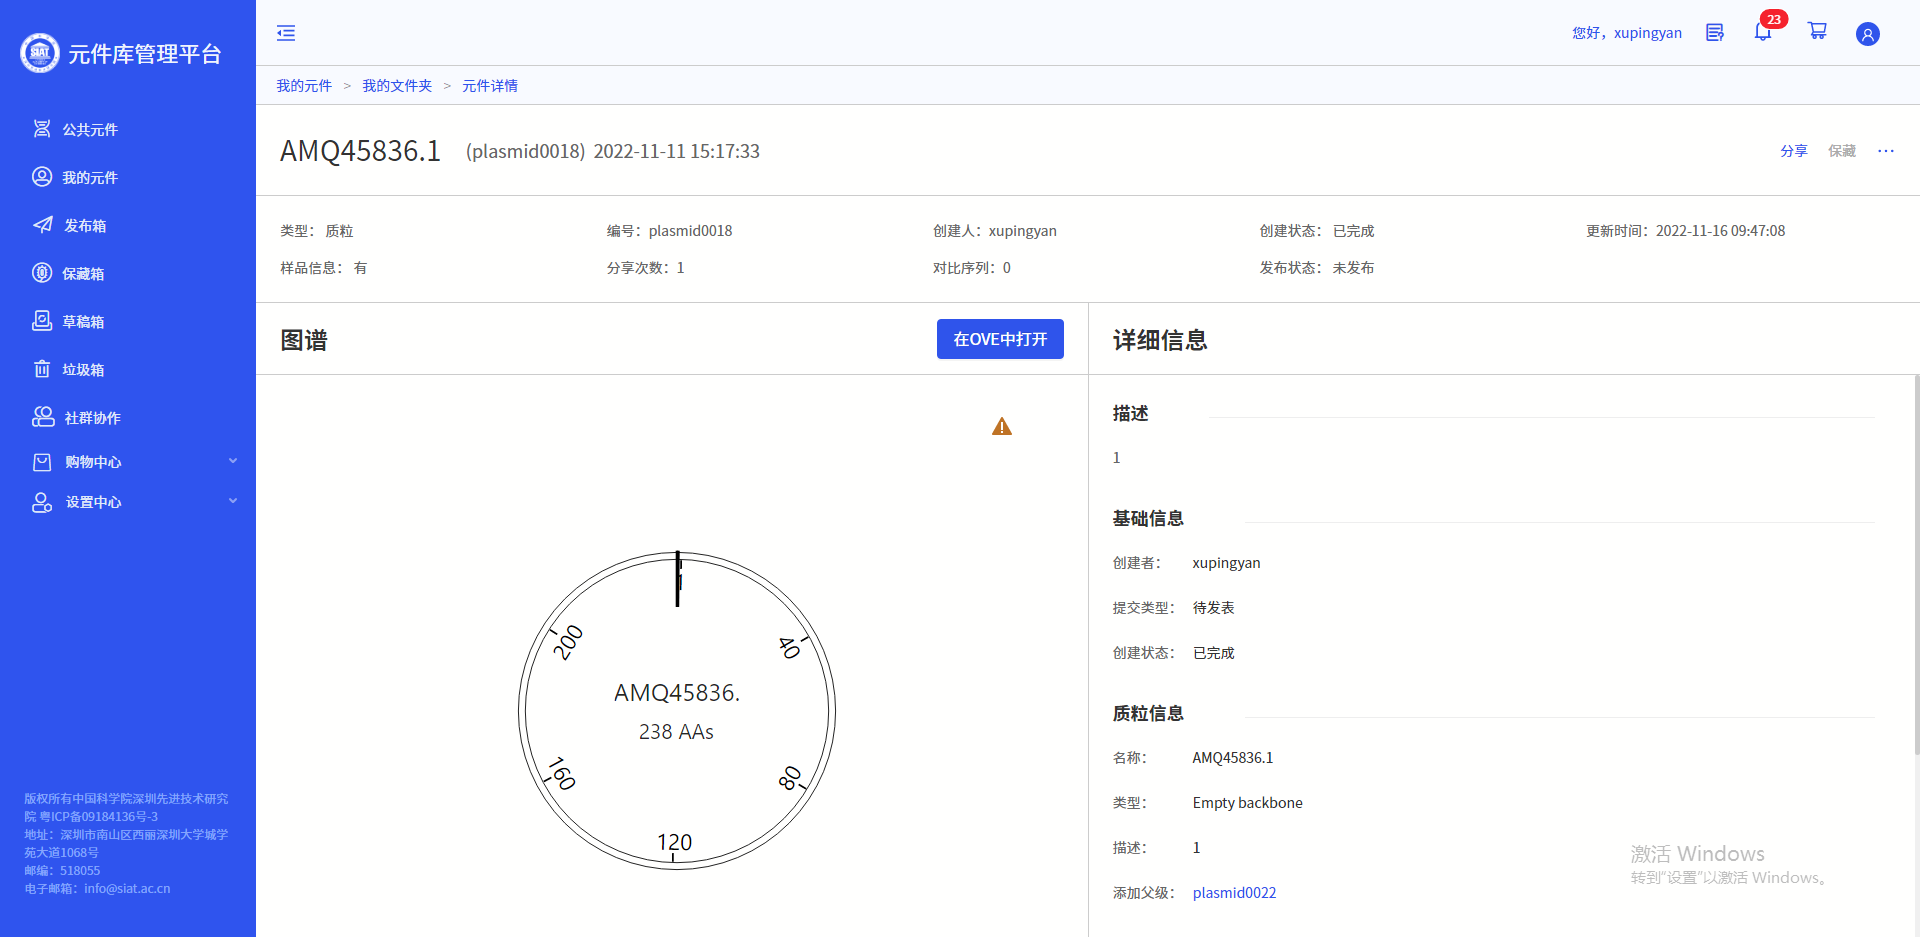 SIAT
元件库管理平台
公共元件
我的元件
发布箱
保藏箱
草稿箱
垃圾箱
社群协作
购物中心
设置中心
版权所有中国科学院深圳先进技术研究
院 粤ICP备09184136号-3
地址：深圳市南山区西丽深圳大学城学
苑大道1068号
邮编：518055
电子邮箱：info@siat.ac.cn
您好，xupingyan
23
我的元件 > 我的文件夹 > 元件详情
AMQ45836.1 (plasmid0018) 2022-11-11 15:17:33
分享 保藏 ···
类型： 质粒 编号：plasmid0018 创建人：xupingyan 创建状态： 已完成 更新时间：2022-11-16 09:47:08
样品信息： 有 分享次数：1 对比序列：0 发布状态： 未发布
图谱
在OVE中打开
1
40
80
120
160
200
AMQ45836.
238 AAs
详细信息
描述
1
基础信息
创建者： xupingyan
提交类型： 待发表
创建状态： 已完成
质粒信息
名称： AMQ45836.1
类型： Empty backbone
描述： 1
添加父级： plasmid0022
激活 Windows
转到“设置”以激活 Windows。